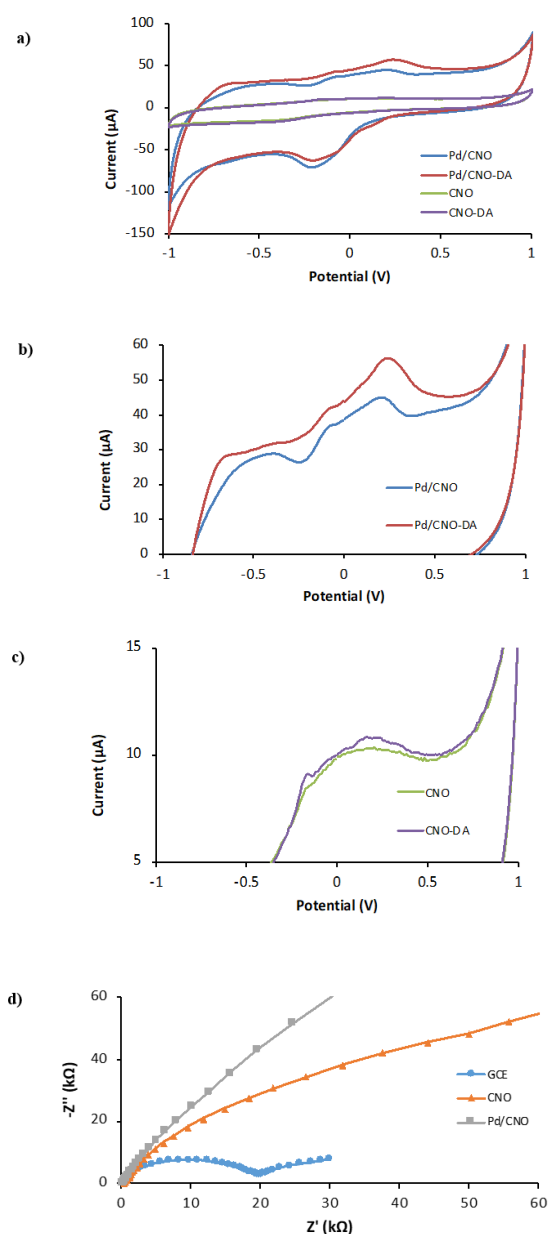 a)
100
50
0
-50
-100
-150
Current (µA)
-1
-0.5
0
0.5
1
Potential (V)
Pd/CNO
Pd/CNO-DA
CNO
CNO-DA
b)
60
50
40
30
20
10
0
Current (µA)
-1
-0.5
0
0.5
1
Potential (V)
Pd/CNO
Pd/CNO-DA
c)
15
10
5
Current (µA)
-1
-0.5
0
0.5
1
Potential (V)
CNO
CNO-DA
d)
60
40
20
0
-Z'' (kΩ)
0
10
20
30
40
50
60
Z' (kΩ)
GCE
CNO
Pd/CNO